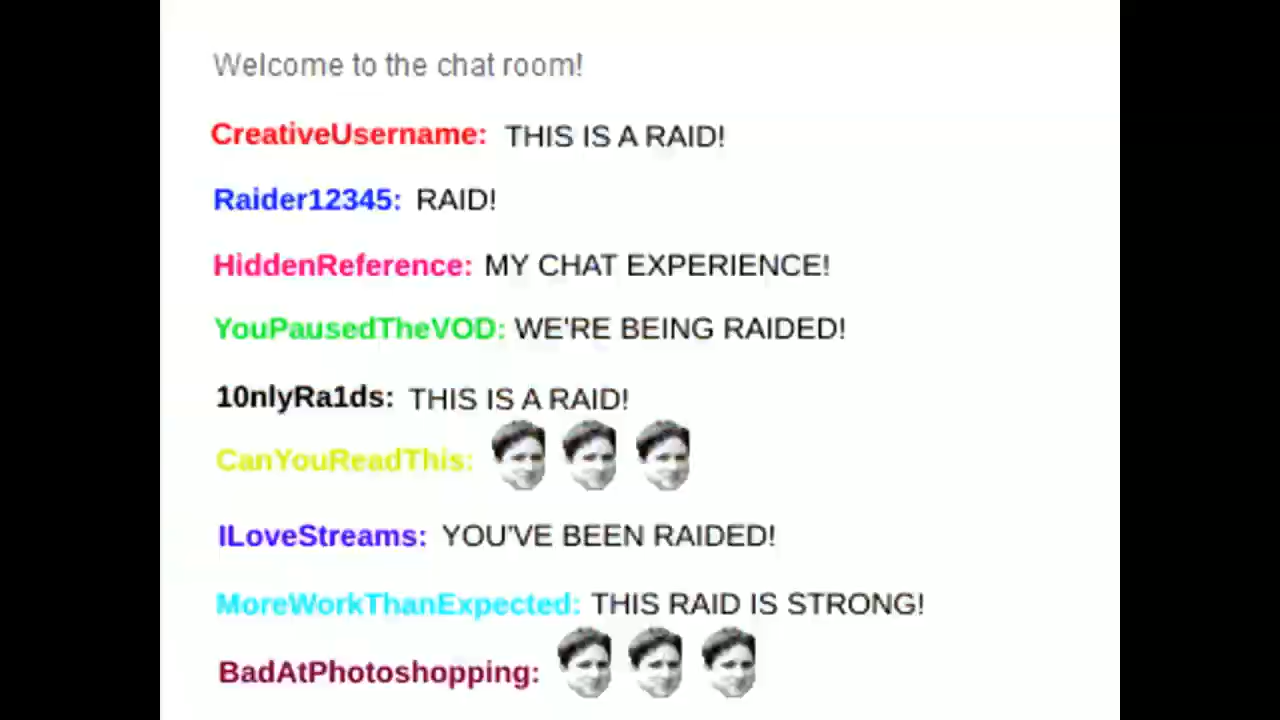 Welcome to the chat room!
CreativeUsername: THIS IS A RAID!
Raider12345: RAID!
HiddenReference: MY CHAT EXPERIENCE!
YouPausedTheVOD: WE'RE BEING RAIDED!
10nlyRa1ds: THIS IS A RAID!
CanYouReadThis:
ILoveStreams: YOU'VE BEEN RAIDED!
MoreWorkThanExpected: THIS RAID IS STRONG!
BadAtPhotoshopping: